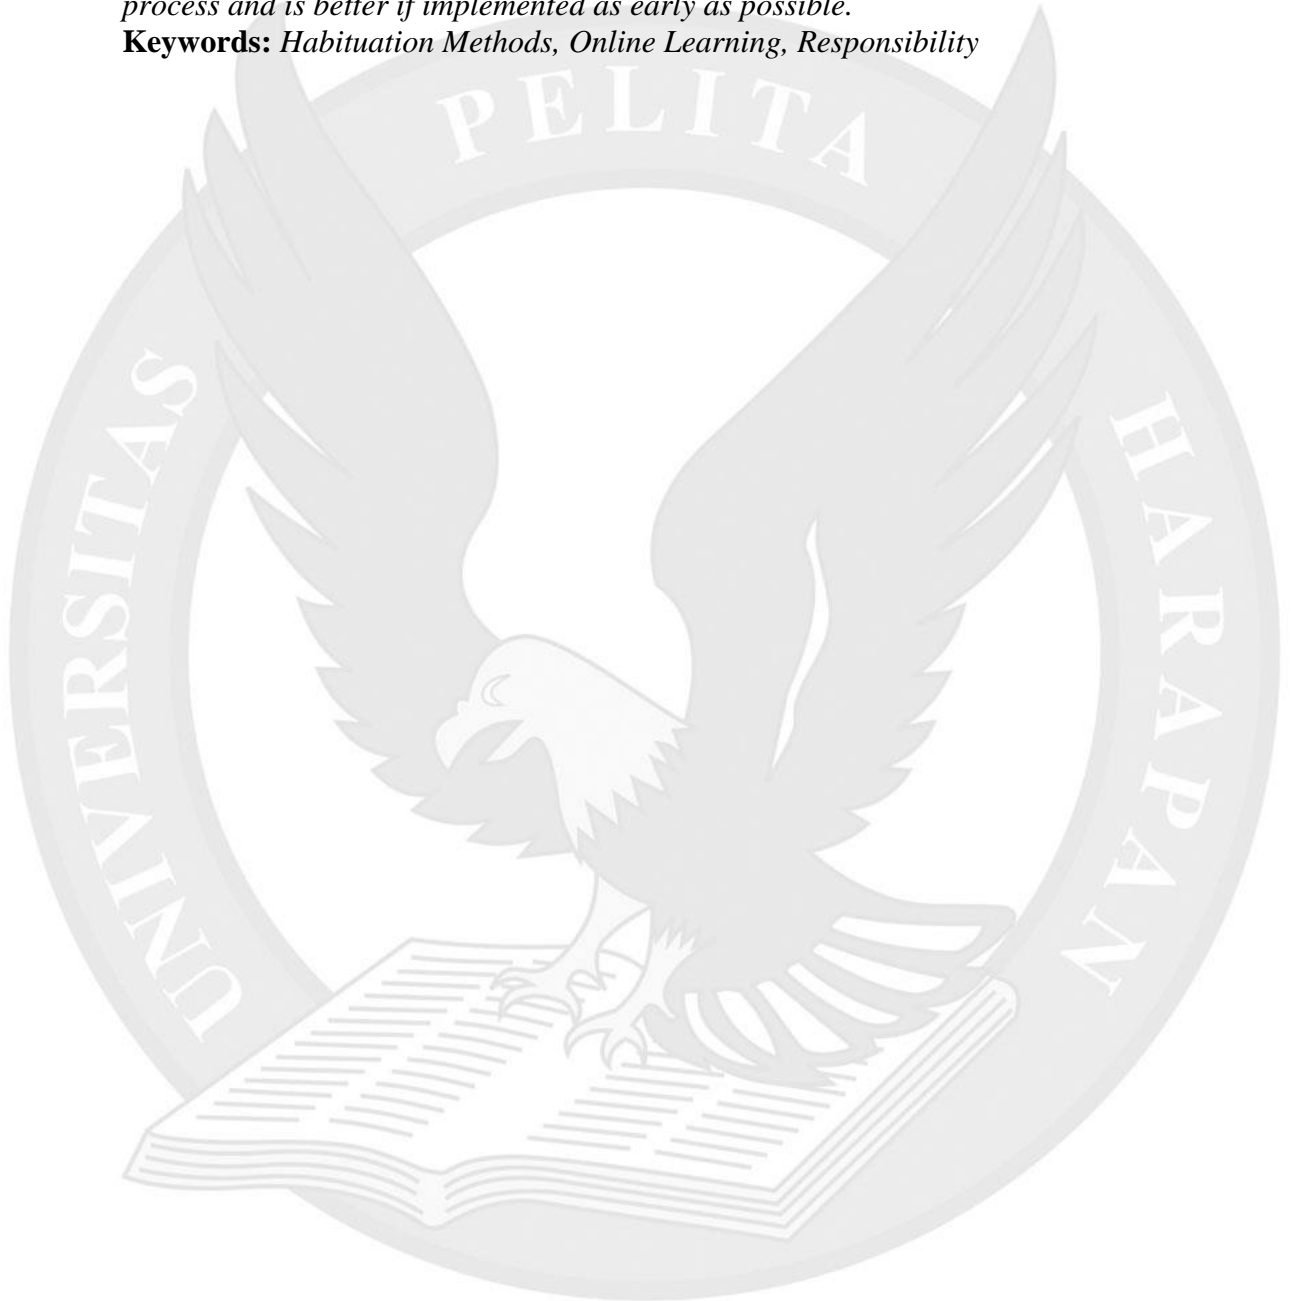 process and is better if implemented as early as possible.
Keywords: Habituation Methods, Online Learning, Responsibility
UNIVERSITAS PELITA HARAPAN